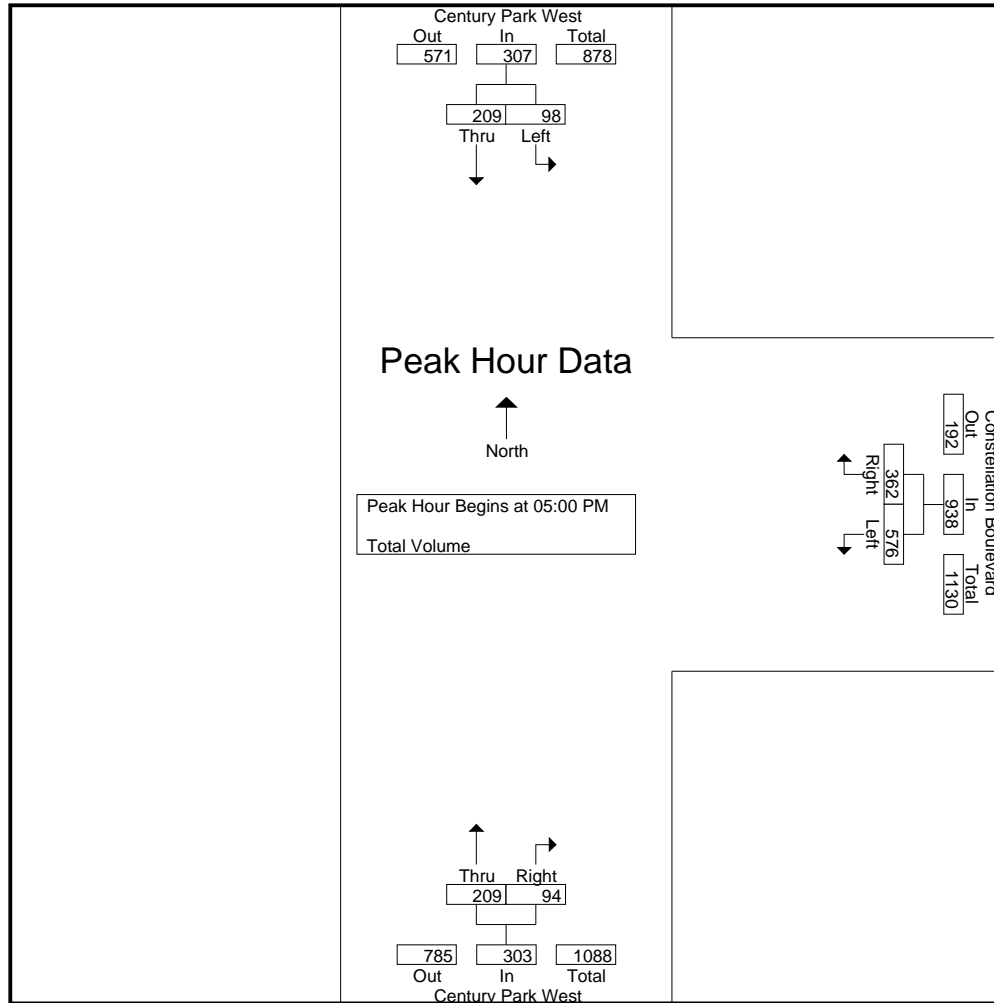 Century Park West
Out In Total
571 307 878
209 98
Thru Left
Peak Hour Data
North
Peak Hour Begins at 05:00 PM
Total Volume
Constellation Boulevard
Out In Total
192 938 1130
362 576
Right Left
Thru Right
209 94
785 303 1088
Out In Total
Century Park West